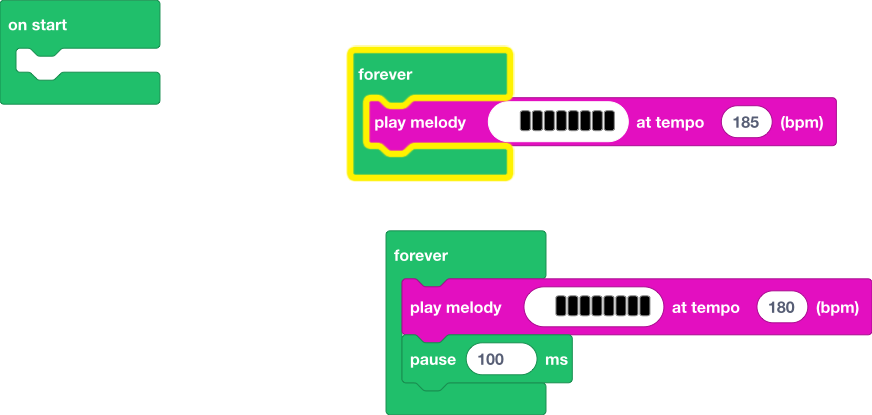 on start
forever
play melody at tempo 185 (bpm)
forever
play melody at tempo 180 (bpm)
pause 100 ms